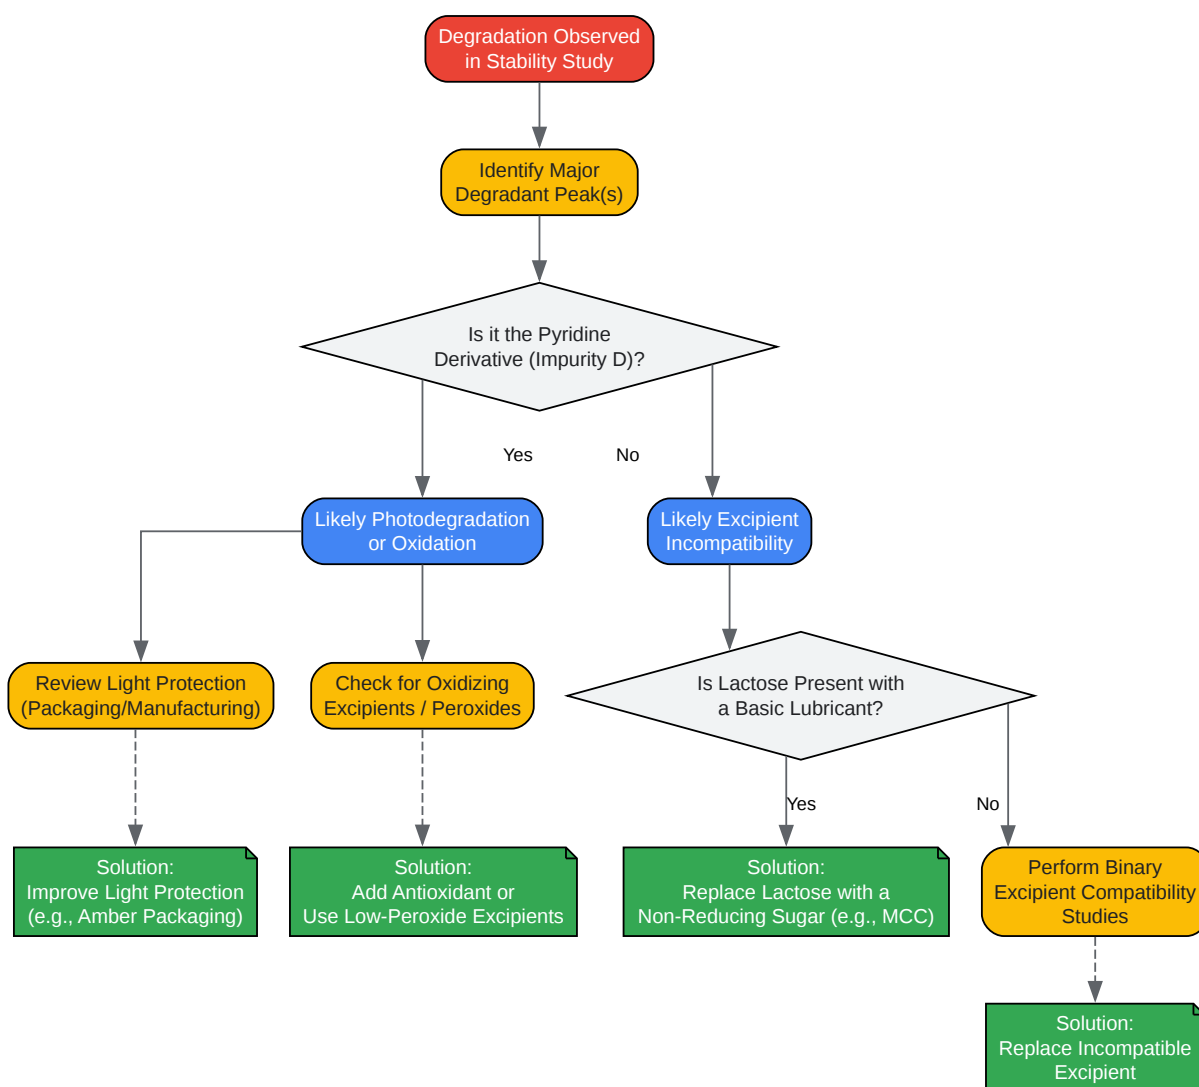 Degradation Observed
in Stability Study
Identify Major
Degradant Peak(s)
Is it the Pyridine
Derivative (Impurity D)?
Yes
No
Likely Photodegradation
or Oxidation
Likely Excipient
Incompatibility
Review Light Protection
(Packaging/Manufacturing)
Check for Oxidizing
Excipients / Peroxides
Is Lactose Present with
a Basic Lubricant?
Yes
No
Solution:
Improve Light Protection
(e.g., Amber Packaging)
Solution:
Add Antioxidant or
Use Low-Peroxide Excipients
Solution:
Replace Lactose with a
Non-Reducing Sugar (e.g., MCC)
Perform Binary
Excipient Compatibility
Studies
Solution:
Replace Incompatible
Excipient